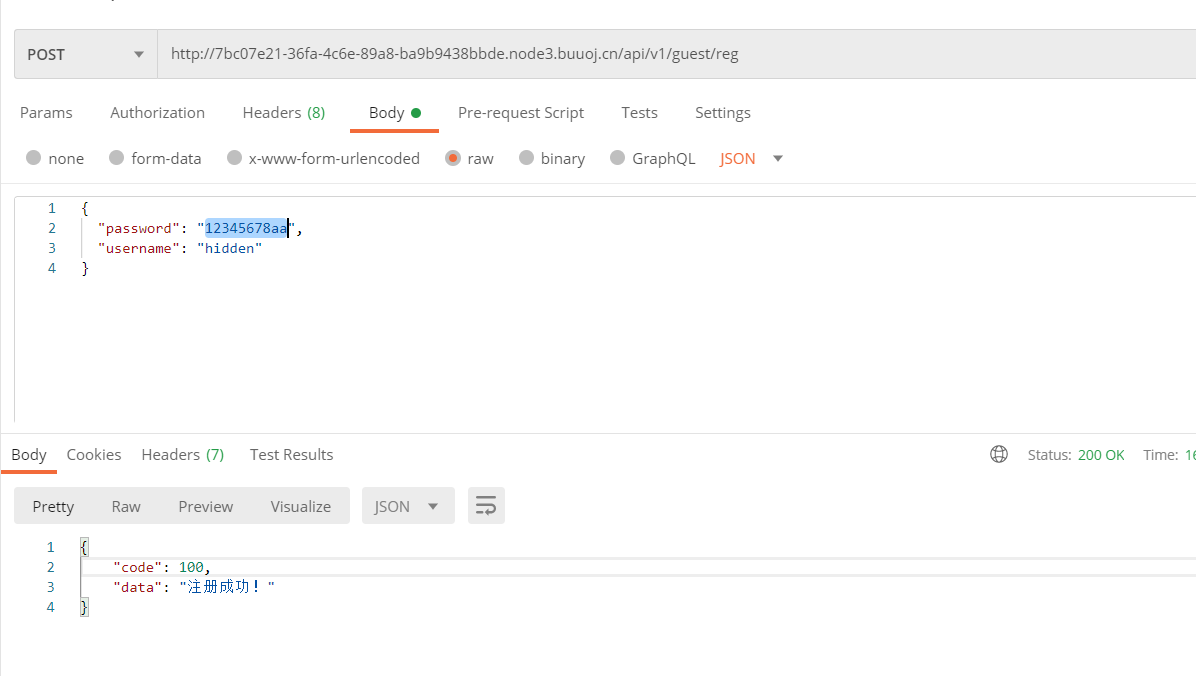 POST http://7bc07e21-36fa-4c6e-89a8-ba9b9438bbde.node3.buuoj.cn/api/v1/guest/reg
Params Authorization Headers (8) Body Pre-request Script Tests Settings
none form-data x-www-form-urlencoded raw binary GraphQL JSON
1 {
2 "password": "12345678aa",
3 "username": "hidden"
4 }
Body Cookies Headers (7) Test Results Status: 200 OK Time:
Pretty Raw Preview Visualize JSON
1 {
2 "code": 100,
3 "data": "注册成功！"
4 }